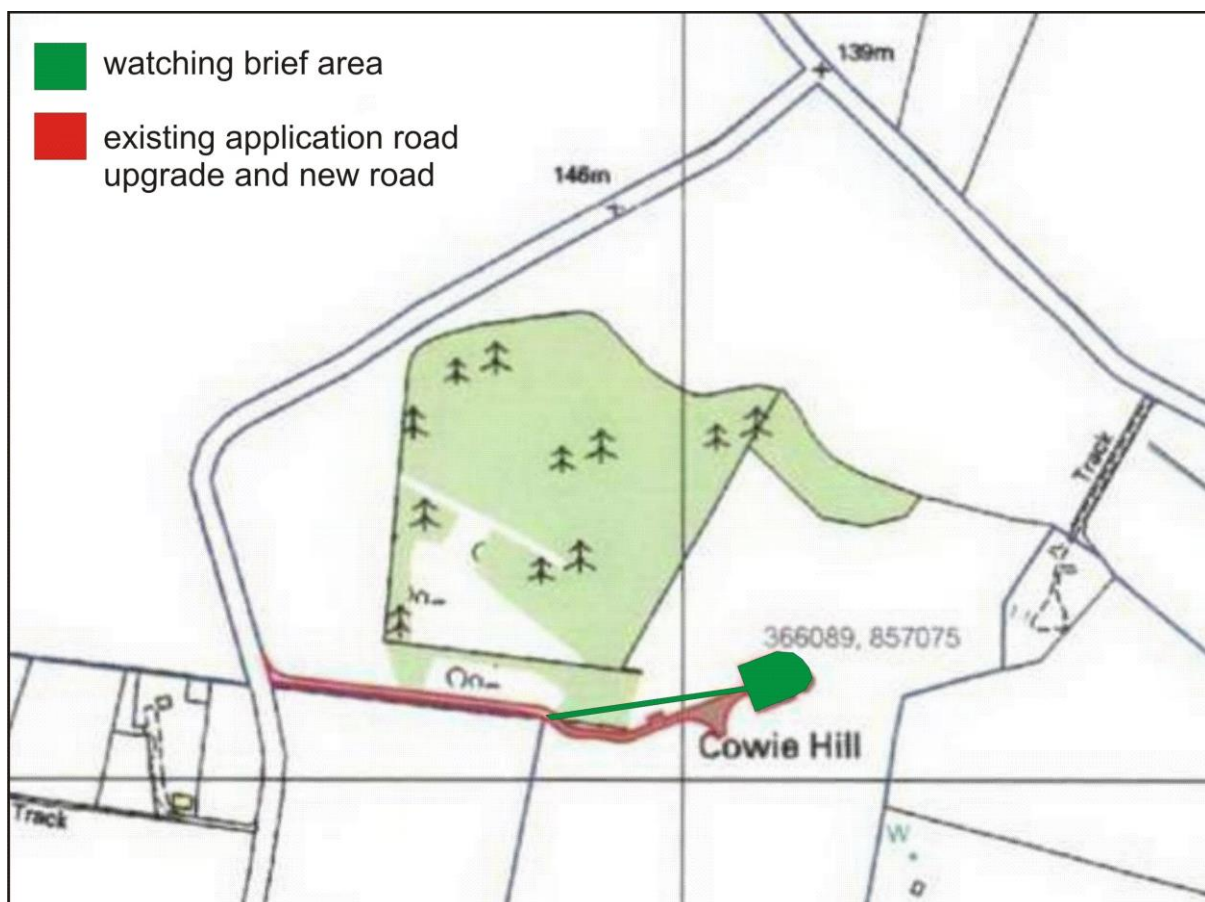 watching brief area
existing application road
upgrade and new road
139m
146m
Track
366089, 857075
Cowie Hill
Track
W